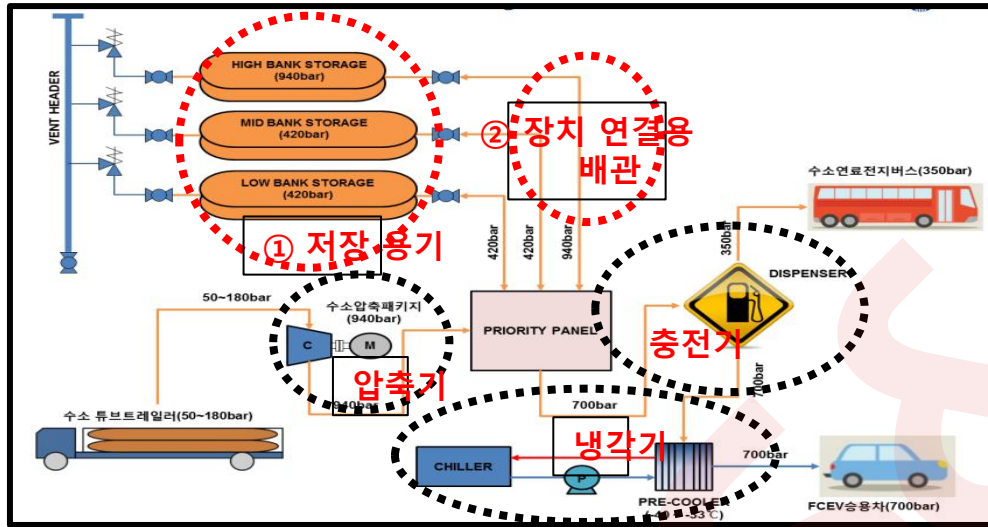 VENT HEADER
HIGH BANK STORAGE
(940bar)
MID BANK STORAGE
(420bar)
LOW BANK STORAGE
(420bar)
① 저장 용기
② 장치 연결용
배관
420bar
420bar
940bar
수소연료전지버스(350bar)
350bar
DISPENSER
충전기
700bar
50~180bar
수소압축패키지
(940bar)
C
M
압축기
940bar
PRIORITY PANEL
수소 튜브트레일러(50~180bar)
700bar
냉각기
CHILLER
P
PRE-COOLER
(-40 ~ -33℃)
700bar
FCEV승용차(700bar)